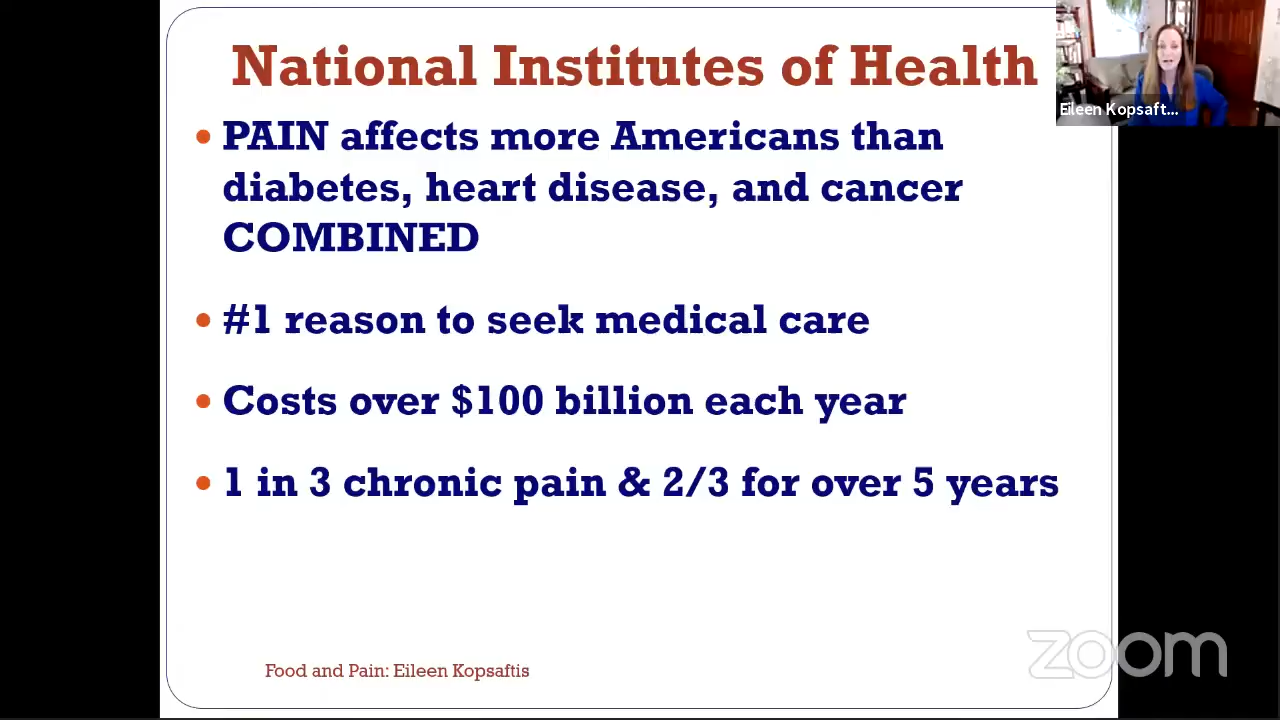 National Institutes of Health
• PAIN affects more Americans than
diabetes, heart disease, and cancer
COMBINED
• #1 reason to seek medical care
• Costs over $100 billion each year
• 1 in 3 chronic pain & 2/3 for over 5 years
Food and Pain: Eileen Kopsaftis
Eileen Kopsaft...
zoom